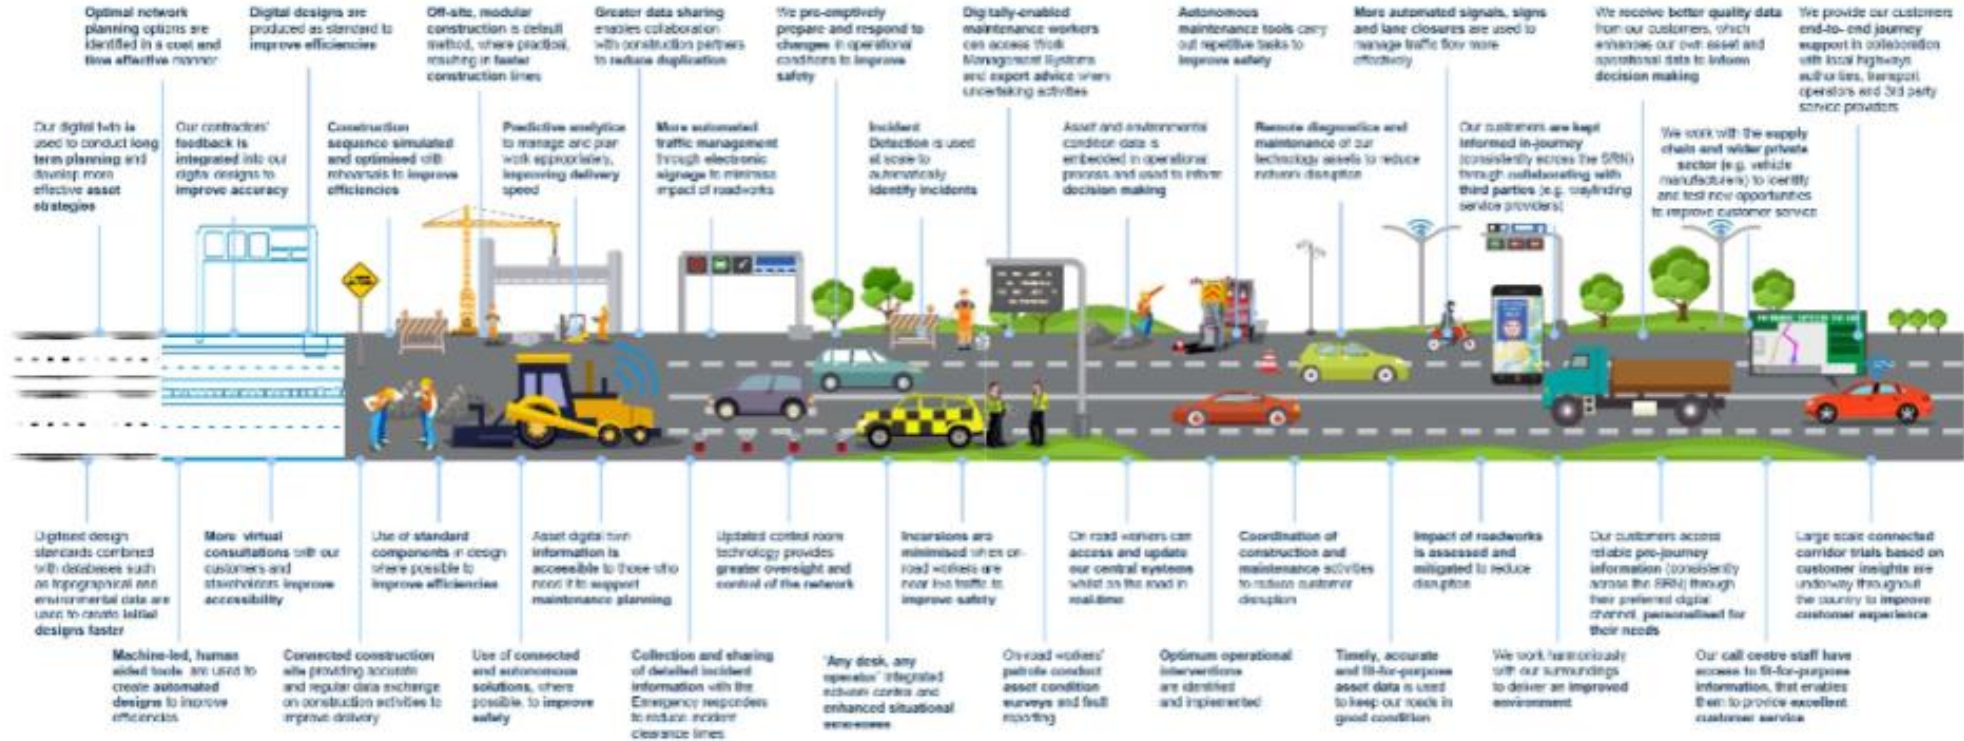 Optimal network
planning options are
identified in a cost and
time effective manner
Digital designs are
produced as standard to
improve efficiencies
Off-site, modular
construction is default
method, where practical,
resulting in faster
construction times
Greater data sharing
enables collaboration
with construction partners
to reduce duplication
We pre-emptively
prepare and respond to
changes in operational
conditions to improve
safety
Digitally-enabled
maintenance workers
can access Work
Management Systems
and expert advice when
undertaking activities
Autonomous
maintenance tools carry
out repetitive tasks to
improve safety
More automated signals, signs
and lane closures are used to
manage traffic flow more
effectively
We receive better quality data
from our customers, which
enhances our own asset and
operational data to inform
decision making
We provide our customers
end-to-end journey
support in collaboration
with local highways
authorities, transport
operators and 3rd party
service providers
Our digital twin is
used to conduct long
term planning and
develop more
effective asset
strategies
Our contractors'
feedback is
integrated into our
digital designs to
improve accuracy
Construction
sequence simulated
and optimised with
rehearsals to improve
efficiencies
Predictive analytics
to manage and plan
work appropriately,
improving delivery
speed
More automated
traffic management
through electronic
signage to minimise
impact of roadworks
Incident
Detection is used
at scale to
automatically
identify incidents
Asset and environmental
condition data is
embedded in operational
process and used to inform
decision making
Remote diagnostics and
maintenance of our
technology assets to reduce
network disruption
Our customers are kept
informed in-journey
(consistently across the SRN)
through collaborating with
third parties (e.g. wayfinding
service providers)
We work with the supply
chain and wider private
sector (e.g. vehicle
manufacturers) to identify
and test new opportunities
to improve customer service
Digitised design
standards combined
with databases such
as topographical and
environmental data are
used to create initial
designs faster
More virtual
consultations with our
customers and
stakeholders improve
accessibility
Use of standard
components in design
where possible to
improve efficiencies
Asset digital twin
information is
accessible to those who
need it to support
maintenance planning
Updated control room
technology provides
greater oversight and
control of the network
Incursions are
minimised when on-
road workers are
near live traffic to
improve safety
On road workers can
access and update
our central systems
whilst on the road in
real-time
Coordination of
construction and
maintenance activities
to reduce customer
disruption
Impact of roadworks
is assessed and
mitigated to reduce
disruption
Our customers access
reliable pre-journey
information (consistently
across the SRN) through
their preferred digital
channel, personalised for
their needs
Large scale connected
corridor trials based on
customer insights are
underway throughout
the country to improve
customer experience
Machine-led, human
aided tools are used to
create automated
designs to improve
efficiencies
Connected construction
site providing accurate
and regular data exchange
on construction activities to
improve delivery
Use of connected
and autonomous
solutions, where
possible, to improve
safety
Collection and sharing
of detailed incident
information with the
Emergency responders
to reduce incident
clearance times
"Any desk, any
operator" integrated
network control and
enhanced situational
awareness
On-road workers'
patrols conduct
asset condition
surveys and fault
reporting
Optimum operational
interventions
are identified
and implemented
Timely, accurate
and fit-for-purpose
asset data is used
to keep our roads in
good condition
We work harmoniously
with our surroundings
to deliver an improved
environment
Our call centre staff have
access to fit-for-purpose
information, that enables
them to provide excellent
customer service